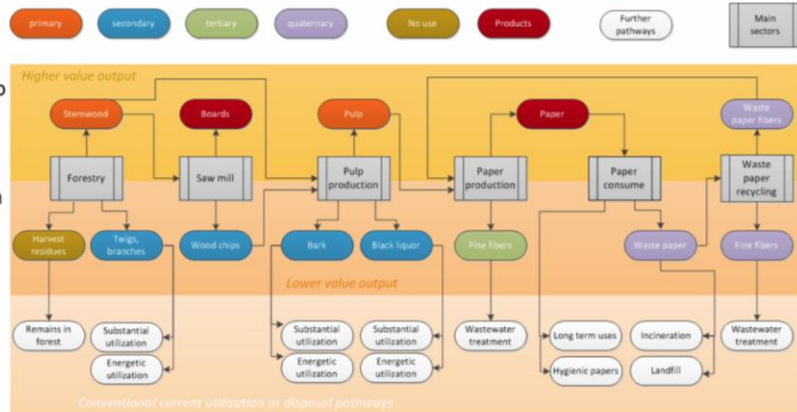 primary
secondary
tertiary
quaternary
No use
Products
Further
pathways
Main
sectors
Higher value output
Stemwood
Boards
Pulp
Paper
Waste
paper fibers
Forestry
Saw mill
Pulp
production
Paper
production
Paper
consume
Waste
paper
recycling
Harvest
residues
Twigs,
branches
Wood chips
Bark
Black liquor
Fine fibers
Waste paper
Fine fibers
Lower value output
Remains in
forest
Substantial
utilization
Energetic
utilization
Substantial
utilization
Energetic
utilization
Substantial
utilization
Energetic
utilization
Wastewater
treatment
Long term uses
Hygienic papers
Incineration
Landfill
Wastewater
treatment
Conventional current utilization or disposal pathways